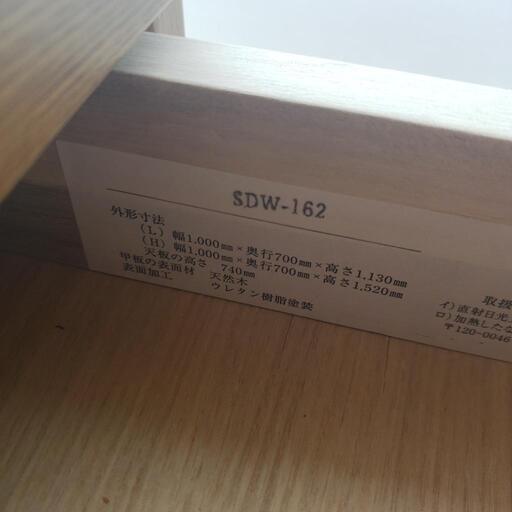 SDW-162
外形寸法
（L）幅1,000㎜×奥行700㎜×高さ1,130㎜
（H）幅1,000㎜×奥行700㎜×高さ1,520㎜
天板の高さ 740㎜
甲板の表面材 天然木
表面加工 ウレタン樹脂塗装
取扱
イ）直射日光
ロ）加熱したな
〒120-0046